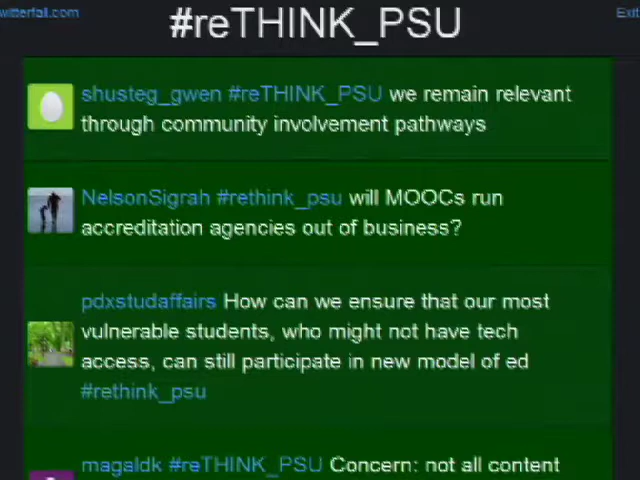 witterfall.com
#reTHINK_PSU
Exit
shusteg_gwen #reTHINK_PSU we remain relevant
through community involvement pathways
NelsonSigrah #rethink_psu will MOOCs run
accreditation agencies out of business?
pdxstudaffairs How can we ensure that our most
vulnerable students, who might not have tech
access, can still participate in new model of ed
#rethink_psu
magaldk #reTHINK_PSU Concern: not all content